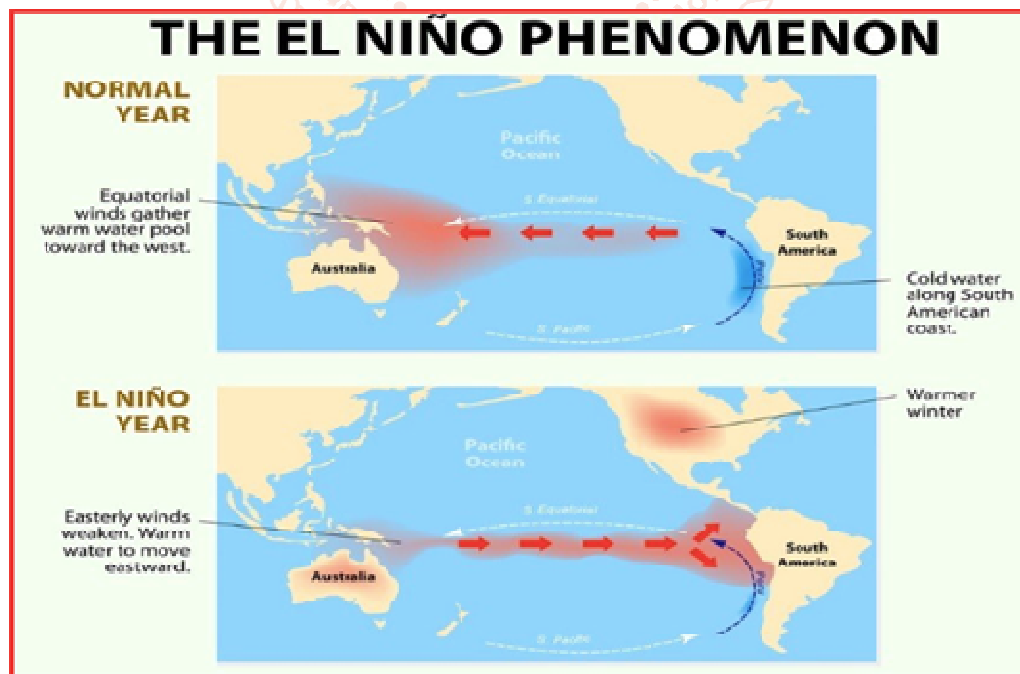 THE EL NIÑO PHENOMENON
NORMAL
YEAR
Pacific
Ocean
Equatorial
winds gather
warm water pool
toward the west.
S. Equatorial
Australia
South
America
Peru
Cold water
along South
American
coast.
S. Pacific
EL NIÑO
YEAR
Warmer
winter
Pacific
Ocean
Easterly winds
weaken. Warm
water to move
eastward.
S. Equatorial
Australia
South
America
Peru
S. Pacific